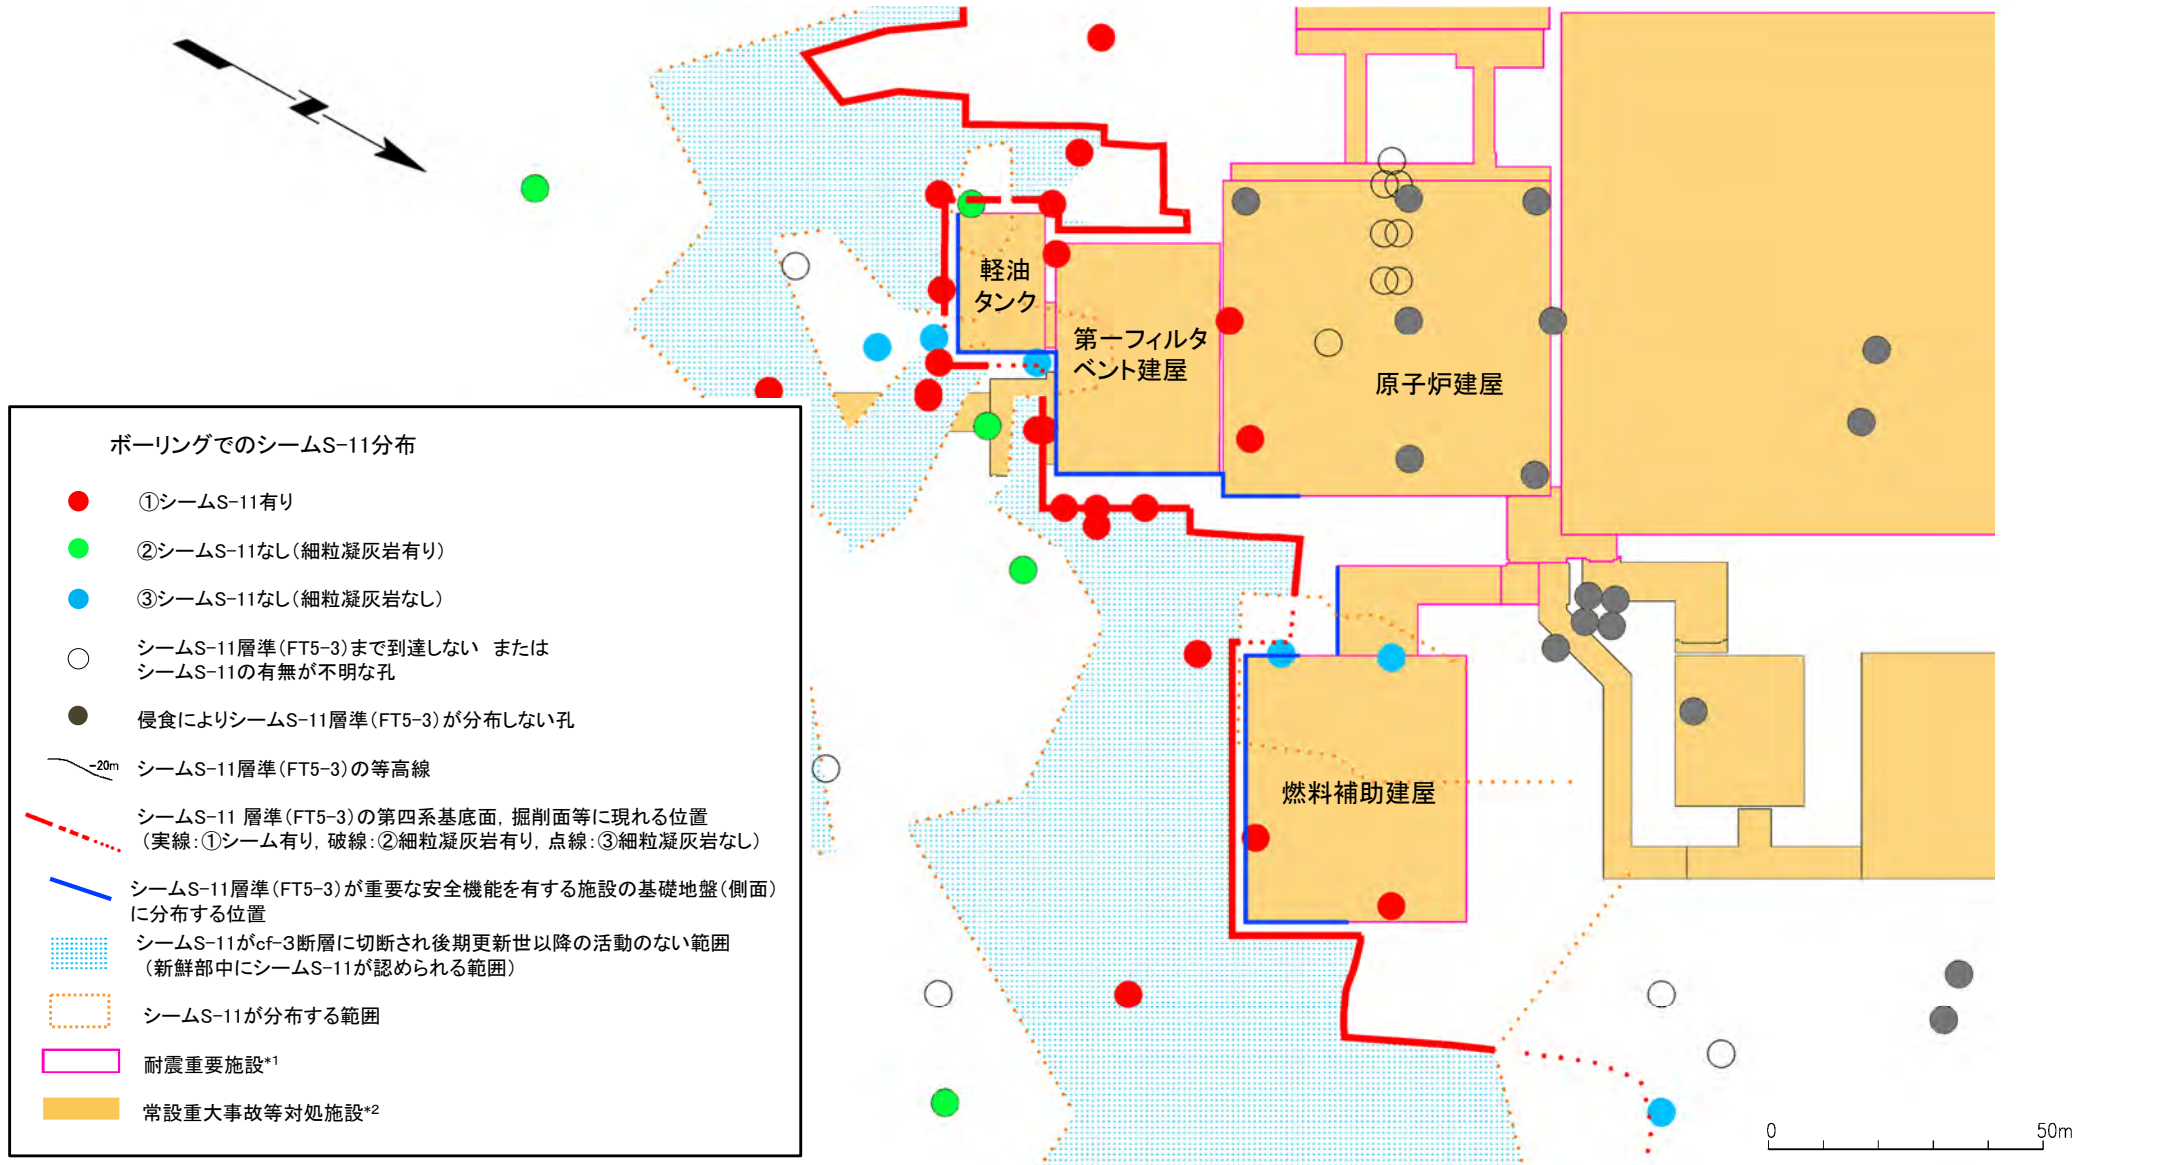 軽油
タンク
第一フィルタ
ベント建屋
原子炉建屋
燃料補助建屋
ボーリングでのシームS-11分布
①シームS-11有り
②シームS-11なし(細粒凝灰岩有り)
③シームS-11なし(細粒凝灰岩なし)
シームS-11層準(FT5-3)まで到達しない または
シームS-11の有無が不明な孔
侵食によりシームS-11層準(FT5-3)が分布しない孔
-20m シームS-11層準(FT5-3)の等高線
シームS-11 層準(FT5-3)の第四系基底面,掘削面等に現れる位置
(実線:①シーム有り,破線:②細粒凝灰岩有り,点線:③細粒凝灰岩なし)
シームS-11層準(FT5-3)が重要な安全機能を有する施設の基礎地盤(側面)
に分布する位置
シームS-11がcf-3断層に切断され後期更新世以降の活動のない範囲
(新鮮部中にシームS-11が認められる範囲)
シームS-11が分布する範囲
耐震重要施設*1
常設重大事故等対処施設*2
0 50m